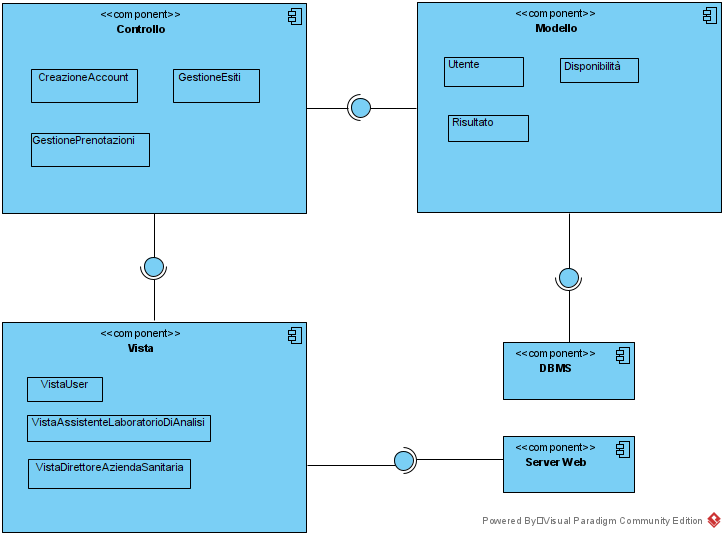 <<component>>
Controllo
CreazioneAccount
GestioneEsiti
GestionePrenotazioni
<<component>>
Modello
Utente
Disponibilità
Risultato
<<component>>
Vista
VistaUser
VistaAssistenteLaboratorioDiAnalisi
VistaDirettoreAziendaSanitaria
<<component>>
DBMS
<<component>>
Server Web
Powered By Visual Paradigm Community Edition